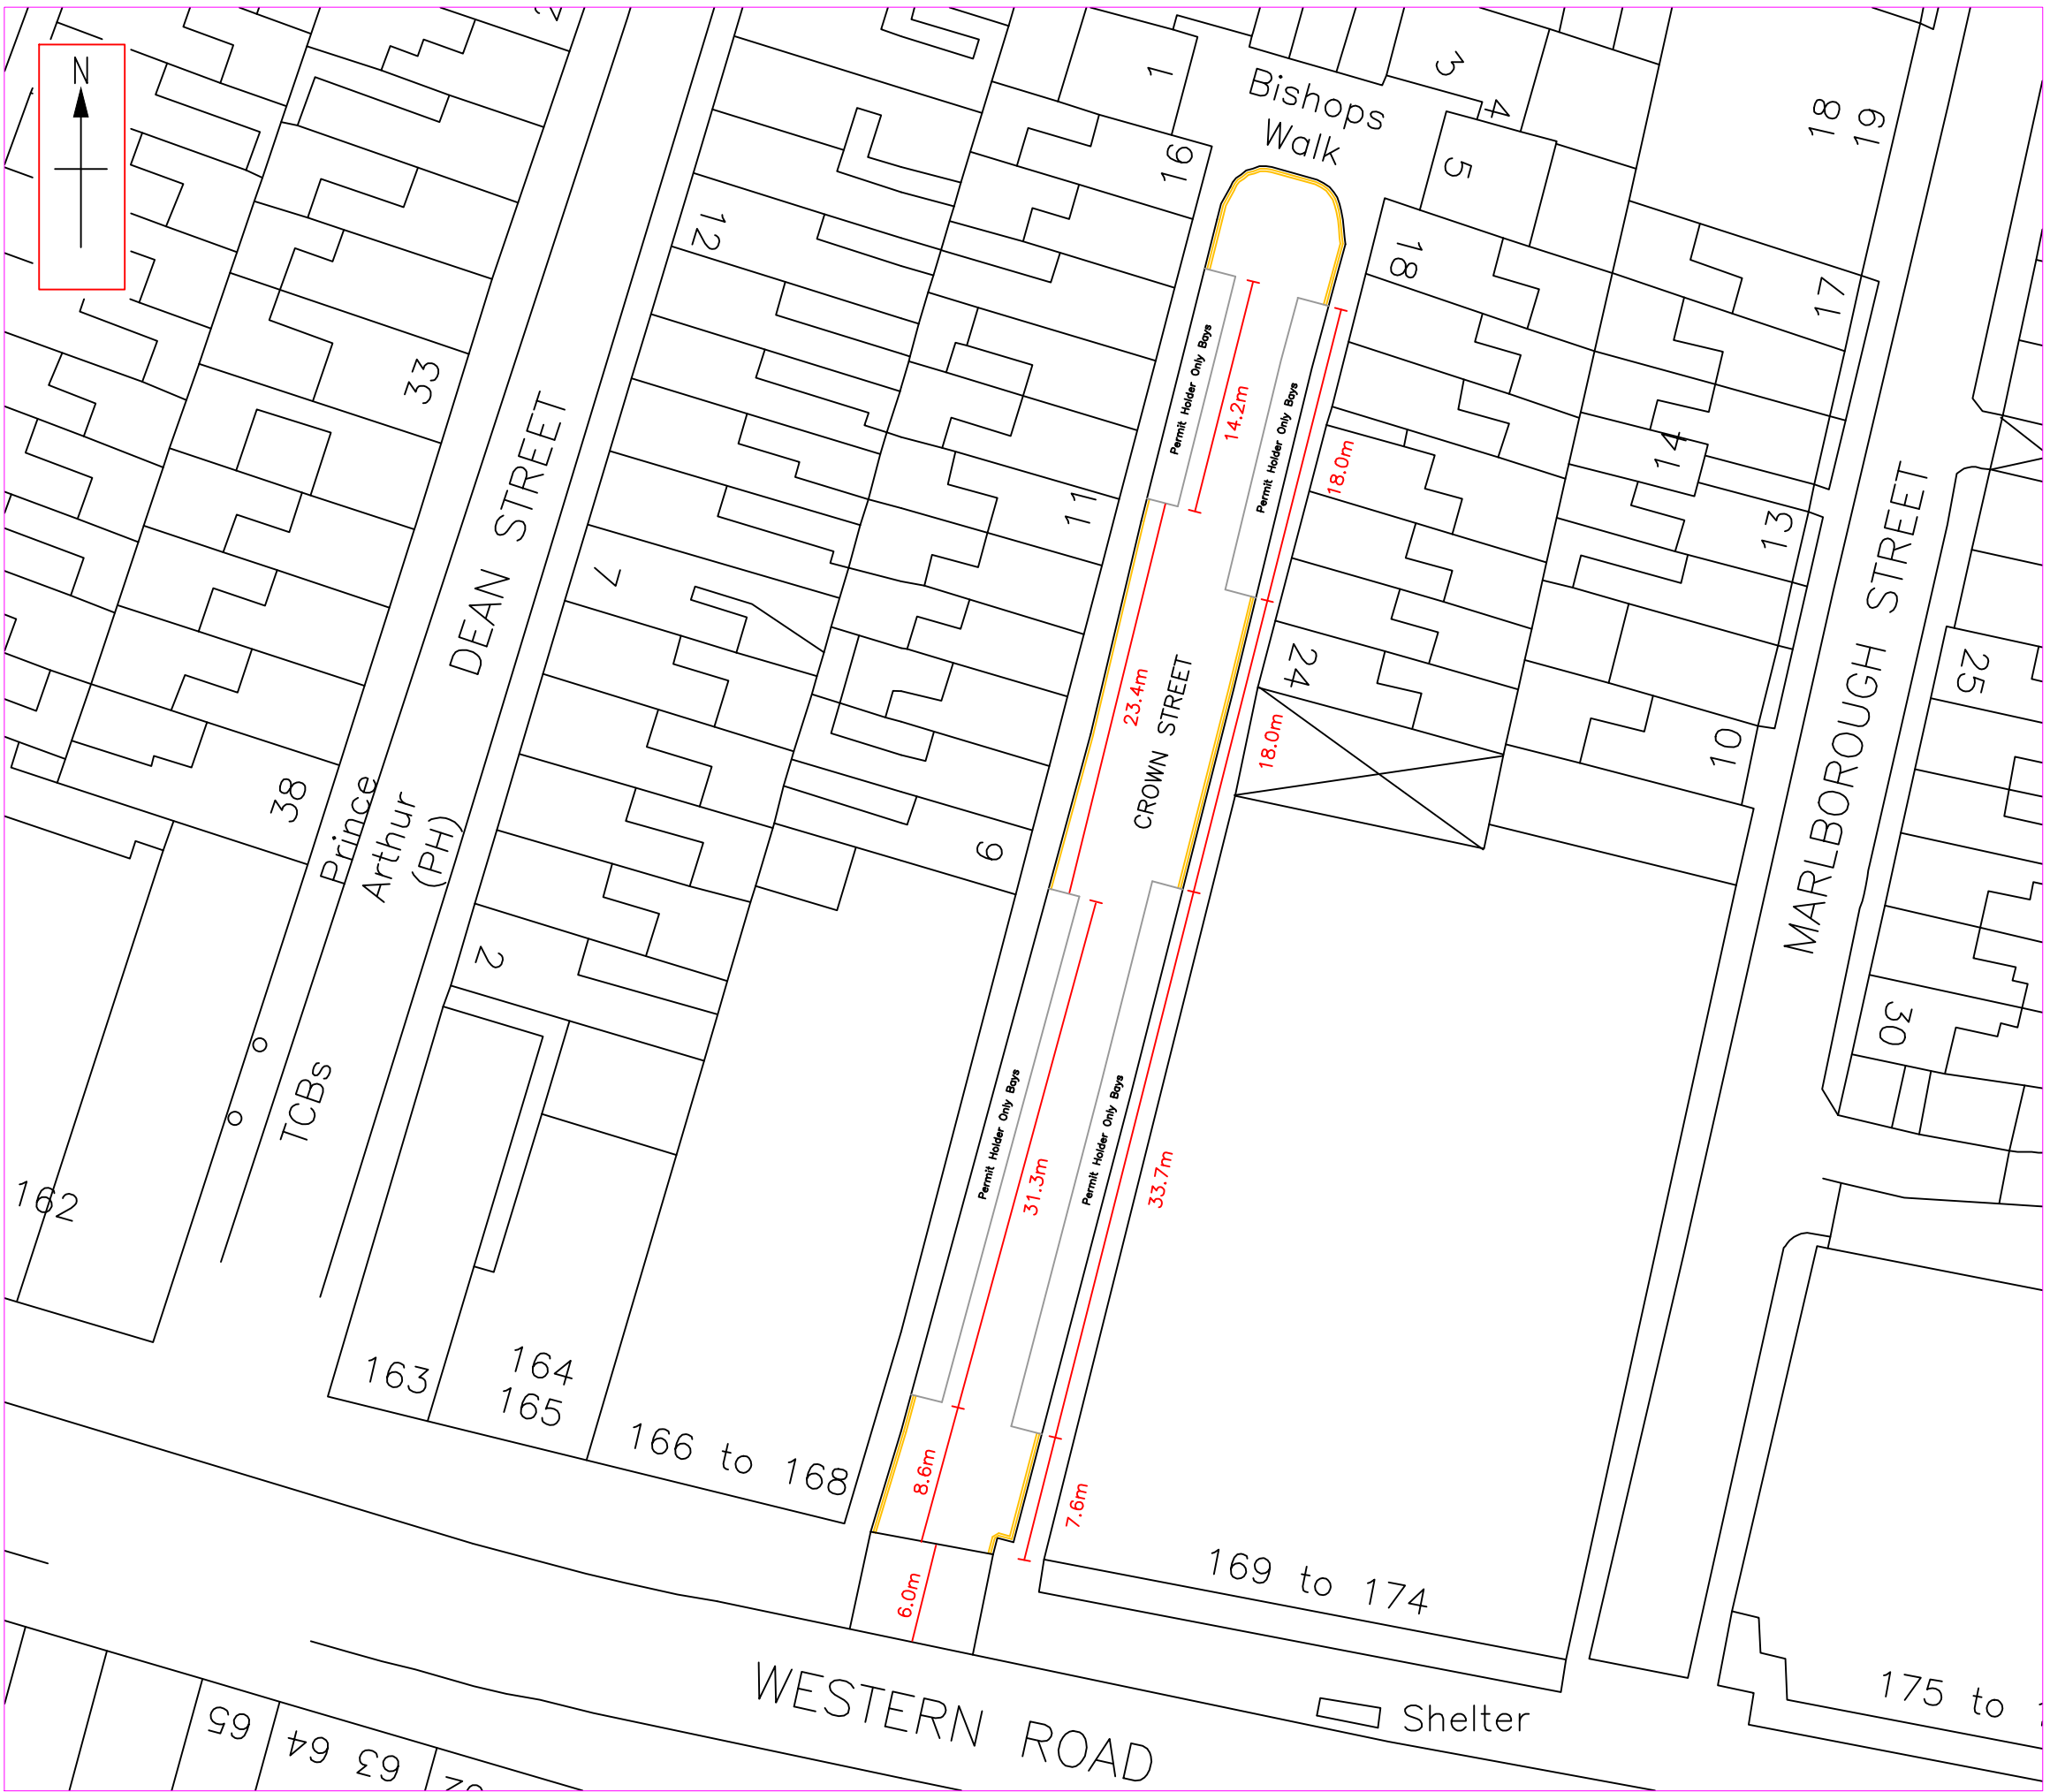 N
1
Bishops
Walk
3
4
5
18
19
16
12
18
17
33
Permit Holder Only Bays
14.2m
Permit Holder Only Bays
18.0m
14
13
11
DEAN STREET
7
23.4m
CROWN STREET
24
18.0m
10
MARLBOROUGH STREET
25
38
Prince
Arthur
(PH)
9
2
30
TCBs
Permit Holder Only Bays
31.3m
Permit Holder Only Bays
33.7m
162
163
164
165
166 to 168
8.6m
7.6m
6.0m
169 to 174
WESTERN ROAD
Shelter
175 to
65
64
63